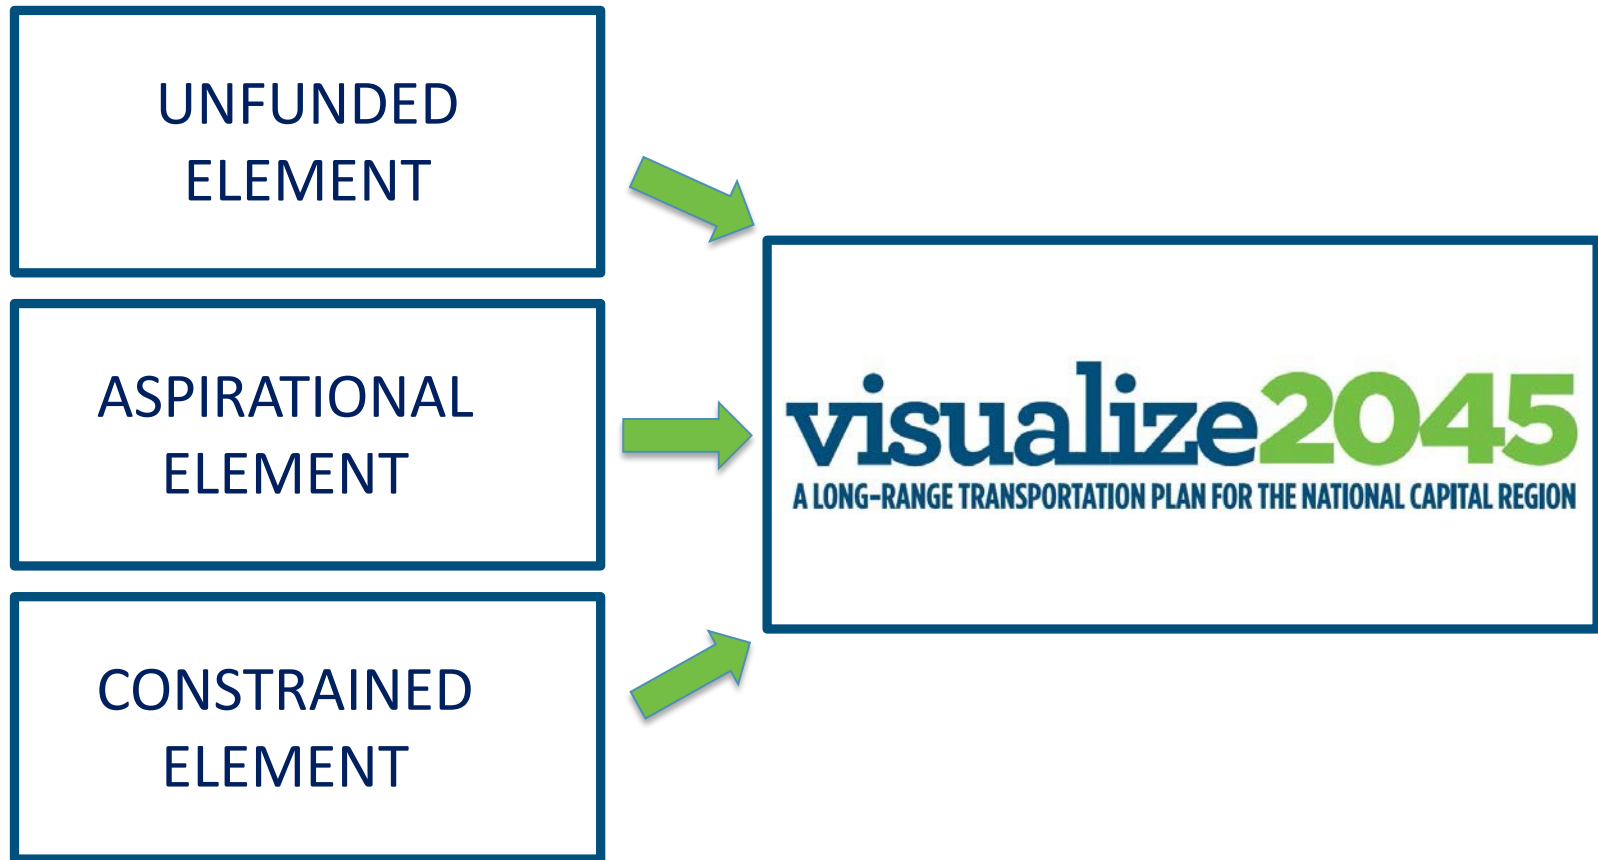 UNFUNDED
ELEMENT
ASPIRATIONAL
ELEMENT
CONSTRAINED
ELEMENT
visualize2045
A LONG-RANGE TRANSPORTATION PLAN FOR THE NATIONAL CAPITAL REGION